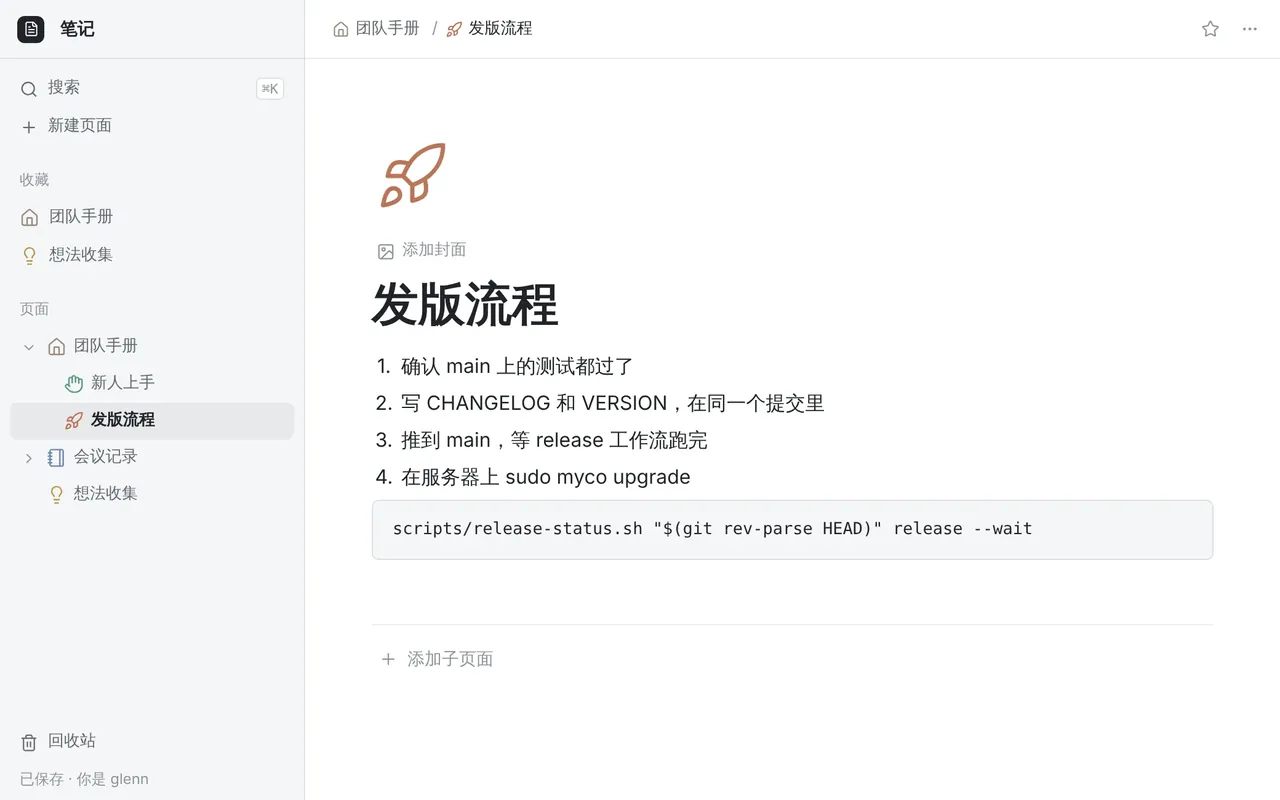 笔记
搜索 ⌘K
新建页面
收藏
团队手册
想法收集
页面
团队手册
新人上手
发版流程
会议记录
想法收集
回收站
已保存 · 你是 glenn
团队手册 / 发版流程
添加封面
发版流程
1. 确认 main 上的测试都过了
2. 写 CHANGELOG 和 VERSION，在同一个提交里
3. 推到 main，等 release 工作流跑完
4. 在服务器上 sudo myco upgrade
scripts/release-status.sh "$(git rev-parse HEAD)" release --wait
添加子页面